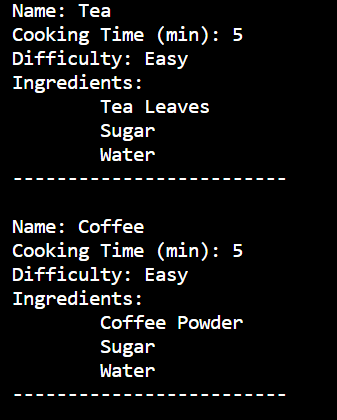 Name: Tea
Cooking Time (min): 5
Difficulty: Easy
Ingredients:
        Tea Leaves
        Sugar
        Water
-------------------------

Name: Coffee
Cooking Time (min): 5
Difficulty: Easy
Ingredients:
        Coffee Powder
        Sugar
        Water
-------------------------